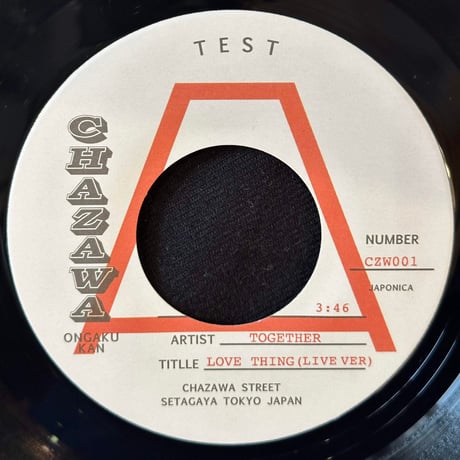 TEST
CHAZAWA
ONGAKU
KAN
NUMBER
CZW001
JAPONICA
3:46
ARTIST TOGETHER
TITLLE LOVE THING(LIVE VER)
CHAZAWA STREET
SETAGAYA TOKYO JAPAN